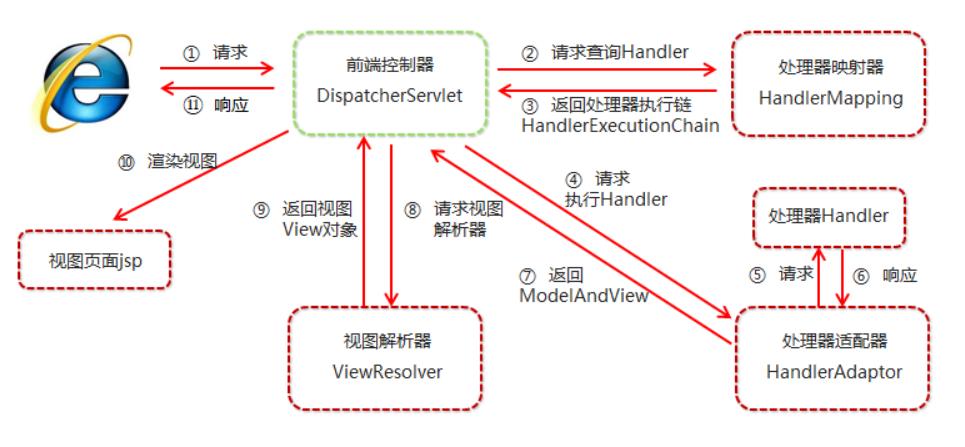 ① 请求
⑪ 响应
前端控制器
DispatcherServlet
② 请求查询Handler
③ 返回处理器执行链
HandlerExecutionChain
处理器映射器
HandlerMapping
⑩ 渲染视图
视图页面jsp
⑨ 返回视图
View对象
⑧ 请求视图
解析器
④ 请求
执行Handler
处理器Handler
⑦ 返回
ModelAndView
⑤ 请求
⑥ 响应
视图解析器
ViewResolver
处理器适配器
HandlerAdaptor